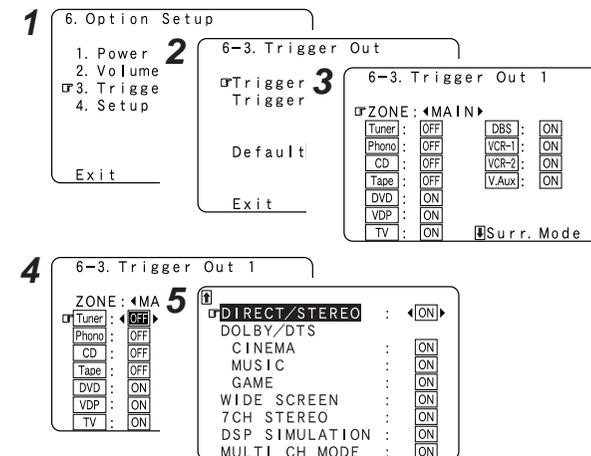 1
6. Option Setup
1. Power
2. Volume
☞3. Trigge
4. Setup
Exit
2
6-3. Trigger Out
☞Trigger
Trigger
Default
Exit
3
6-3. Trigger Out 1
☞ZONE: ◀MAIN▶
Tuner : OFF DBS : ON
Phono : OFF VCR-1 : ON
CD : OFF VCR-2 : ON
Tape : OFF V.Aux : ON
DVD : ON
VDP : ON
TV : ON ⬇Surr. Mode
4
6-3. Trigger Out 1
ZONE: ◀MA
☞Tuner : ◀OFF▶
Phono : OFF
CD : OFF
Tape : OFF
DVD : ON
VDP : ON
TV : ON
5
⬆
☞DIRECT/STEREO : ◀ON▶
DOLBY/DTS
CINEMA : ON
MUSIC : ON
GAME : ON
WIDE SCREEN : ON
7CH STEREO : ON
DSP SIMULATION : ON
MULTI CH MODE : ON